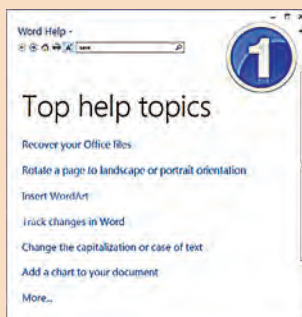 Word Help
save
1
Top help topics
Recover your Office files
Rotate a page to landscape or portrait orientation
Insert WordArt
Track changes in Word
Change the capitalization or case of text
Add a chart to your document
More...